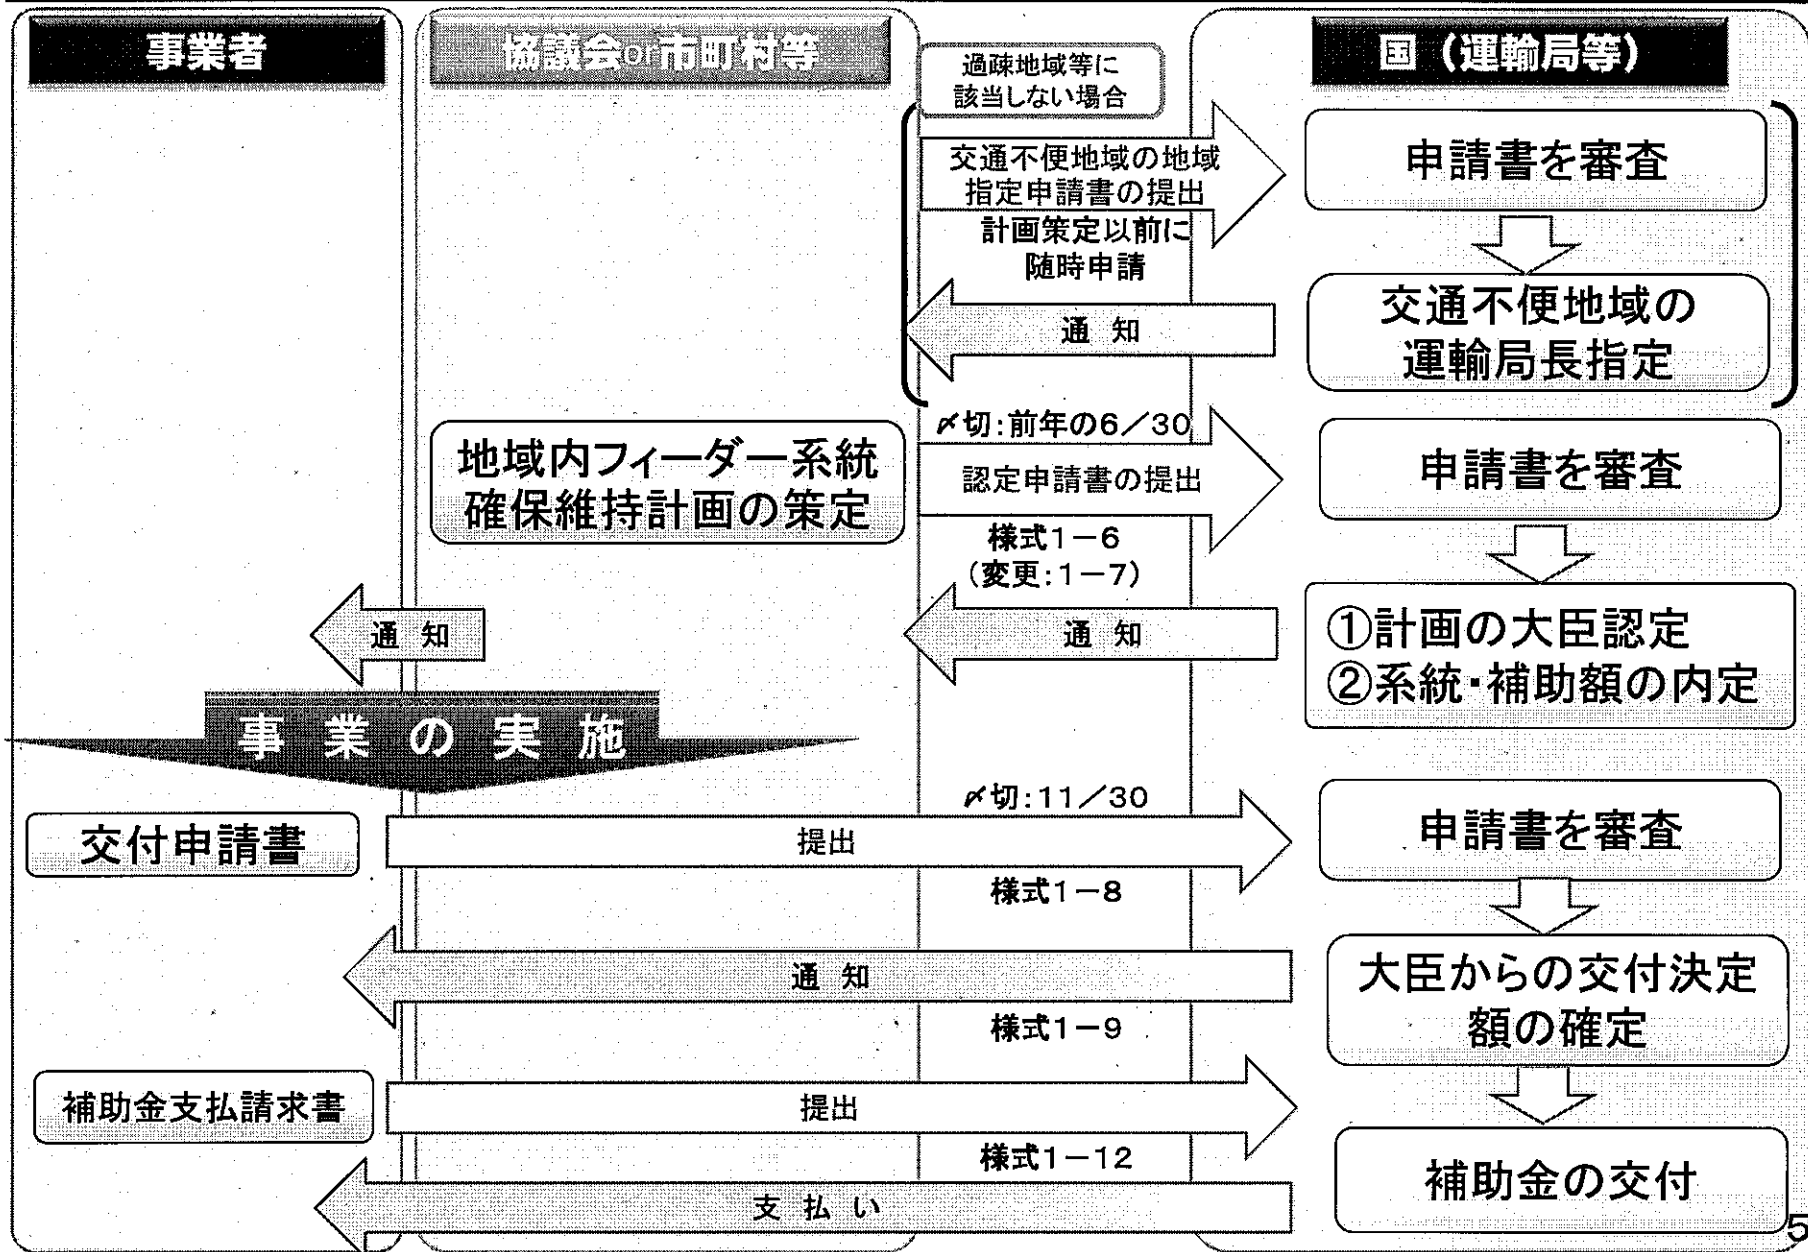 事業者
協議会or市町村等
国（運輸局等）
過疎地域等に
該当しない場合
交通不便地域の地域
指定申請書の提出
計画策定以前に
随時申請
申請書を審査
通 知
交通不便地域の
運輸局長指定
地域内フィーダー系統
確保維持計画の策定
〆切:前年の6／30
認定申請書の提出
様式1－6
（変更:1－7）
申請書を審査
通 知
通 知
①計画の大臣認定
②系統・補助額の内定
事 業 の 実 施
交付申請書
〆切:11／30
提出
様式1－8
申請書を審査
通 知
様式1－9
大臣からの交付決定
額の確定
補助金支払請求書
提出
様式1－12
支 払 い
補助金の交付
5